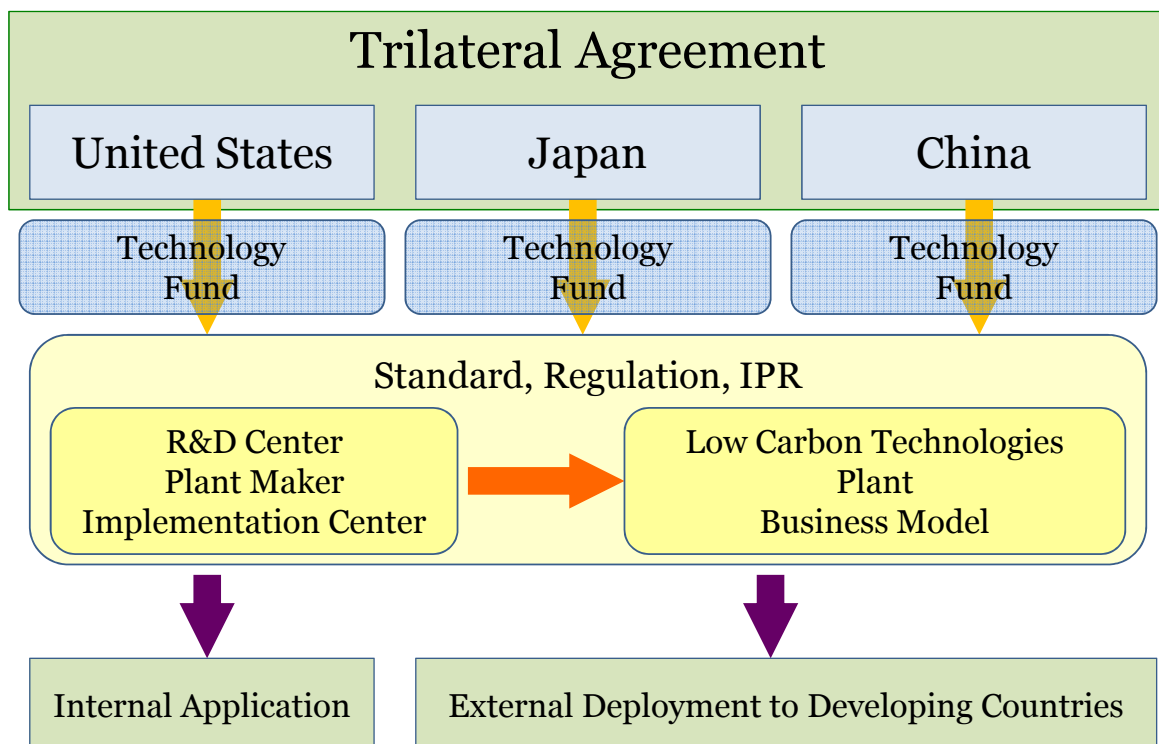 Trilateral Agreement
United States
Japan
China
Technology
Fund
Technology
Fund
Technology
Fund
Standard, Regulation, IPR
R&D Center
Plant Maker
Implementation Center
Low Carbon Technologies
Plant
Business Model
Internal Application
External Deployment to Developing Countries